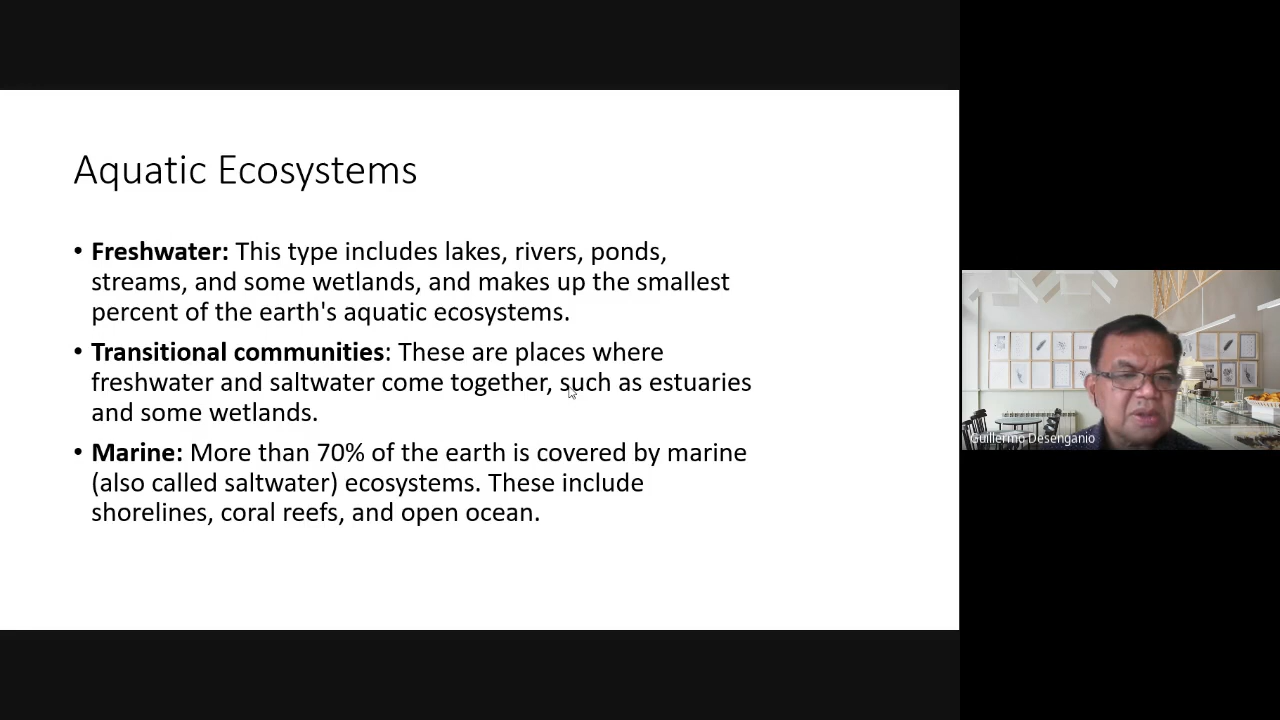 Aquatic Ecosystems
• Freshwater: This type includes lakes, rivers, ponds,
streams, and some wetlands, and makes up the smallest
percent of the earth's aquatic ecosystems.
• Transitional communities: These are places where
freshwater and saltwater come together, such as estuaries
and some wetlands.
• Marine: More than 70% of the earth is covered by marine
(also called saltwater) ecosystems. These include
shorelines, coral reefs, and open ocean.
Guillermo Desenganio